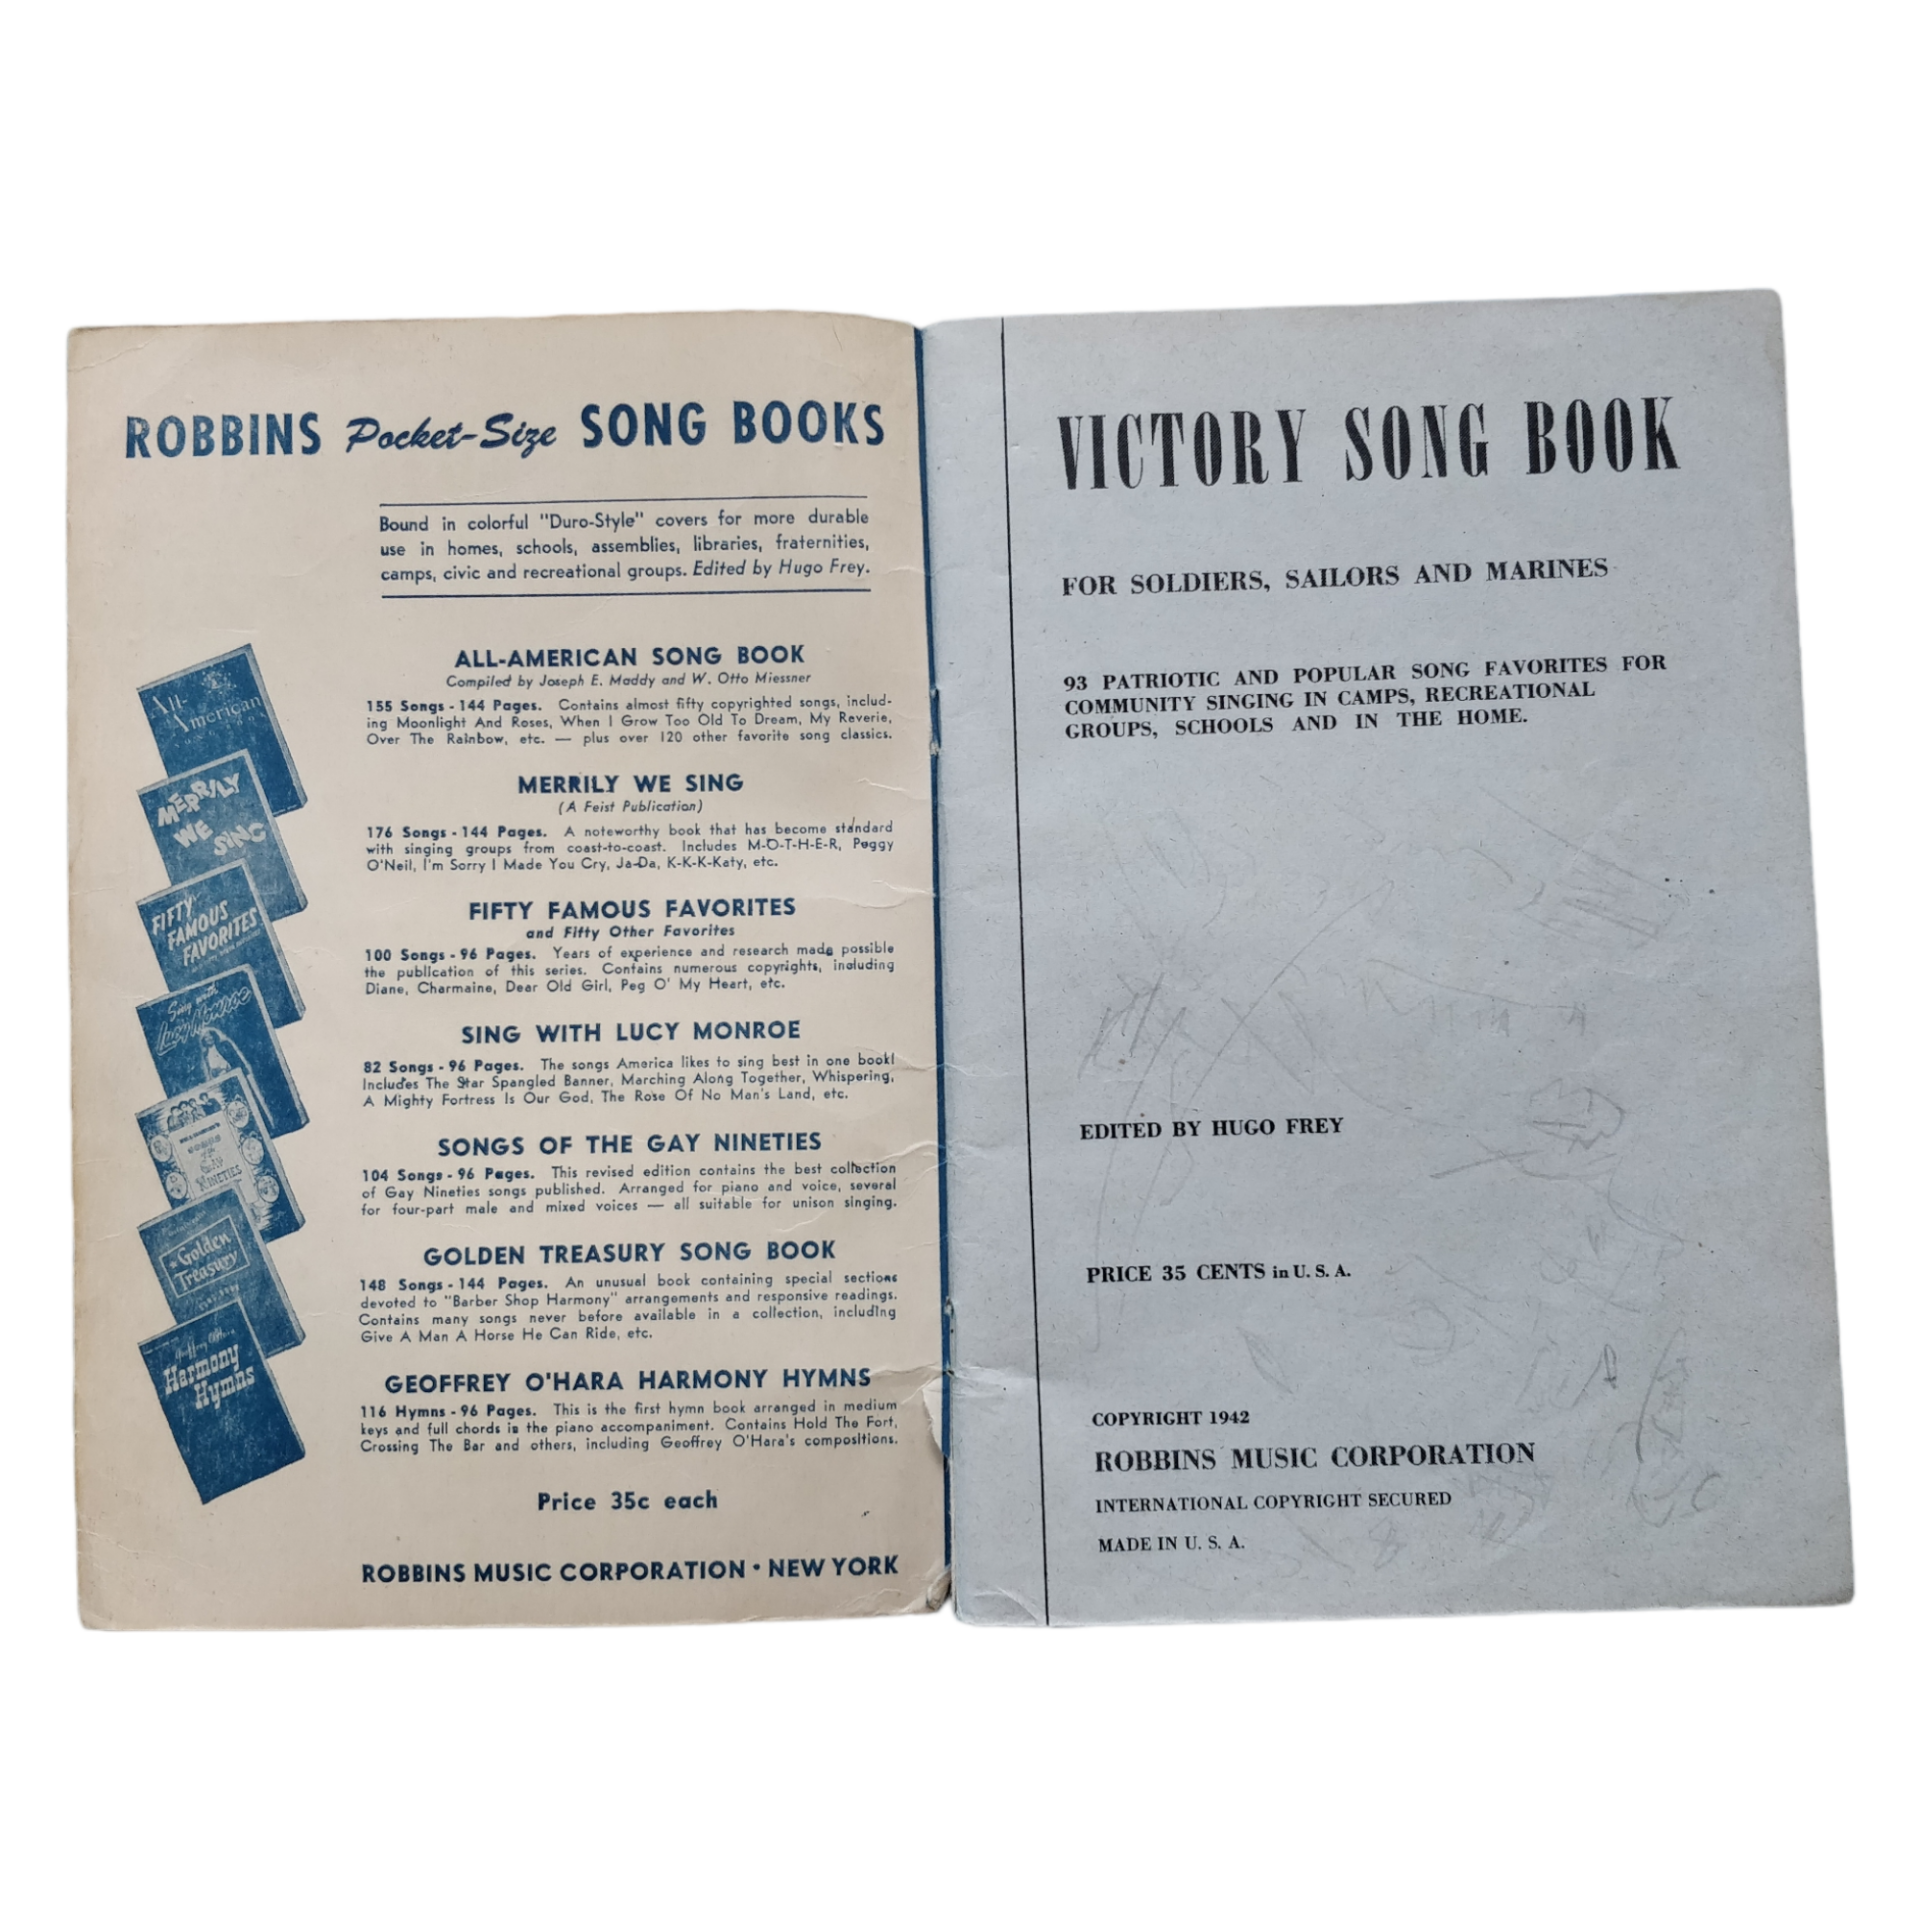 ROBBINS Pocket-Size SONG BOOKS
Bound in colorful "Duro-Style" covers for more durable
use in homes, schools, assemblies, libraries, fraternities,
camps, civic and recreational groups. Edited by Hugo Frey.
All-
American
MERRILY
WE
SING
FIFTY
FAMOUS
FAVORITES
Sing with
Lucy Monroe
SONGS
GAY
NINETIES
Golden
Treasury
Harmony
Hymns
ALL-AMERICAN SONG BOOK
Compiled by Joseph E. Maddy and W. Otto Miessner
155 Songs - 144 Pages. Contains almost fifty copyrighted songs, includ-
ing Moonlight And Roses, When I Grow Too Old To Dream, My Reverie,
Over The Rainbow, etc. — plus over 120 other favorite song classics.
MERRILY WE SING
(A Feist Publication)
176 Songs - 144 Pages. A noteworthy book that has become standard
with singing groups from coast-to-coast. Includes M-O-T-H-E-R, Peggy
O'Neil, I'm Sorry I Made You Cry, Ja-Da, K-K-K-Katy, etc.
FIFTY FAMOUS FAVORITES
and Fifty Other Favorites
100 Songs - 96 Pages. Years of experience and research made possible
the publication of this series. Contains numerous copyrights, including
Diane, Charmaine, Dear Old Girl, Peg O' My Heart, etc.
SING WITH LUCY MONROE
82 Songs - 96 Pages. The songs America likes to sing best in one book!
Includes The Star Spangled Banner, Marching Along Together, Whispering,
A Mighty Fortress Is Our God, The Rose Of No Man's Land, etc.
SONGS OF THE GAY NINETIES
104 Songs - 96 Pages. This revised edition contains the best collection
of Gay Nineties songs published. Arranged for piano and voice, several
for four-part male and mixed voices — all suitable for unison singing.
GOLDEN TREASURY SONG BOOK
148 Songs - 144 Pages. An unusual book containing special sections
devoted to "Barber Shop Harmony" arrangements and responsive readings.
Contains many songs never before available in a collection, including
Give A Man A Horse He Can Ride, etc.
GEOFFREY O'HARA HARMONY HYMNS
116 Hymns - 96 Pages. This is the first hymn book arranged in medium
keys and full chords in the piano accompaniment. Contains Hold The Fort,
Crossing The Bar and others, including Geoffrey O'Hara's compositions.
Price 35c each
ROBBINS MUSIC CORPORATION • NEW YORK
VICTORY SONG BOOK
FOR SOLDIERS, SAILORS AND MARINES
93 PATRIOTIC AND POPULAR SONG FAVORITES FOR
COMMUNITY SINGING IN CAMPS, RECREATIONAL
GROUPS, SCHOOLS AND IN THE HOME.
EDITED BY HUGO FREY
PRICE 35 CENTS in U. S. A.
COPYRIGHT 1942
ROBBINS MUSIC CORPORATION
INTERNATIONAL COPYRIGHT SECURED
MADE IN U. S. A.